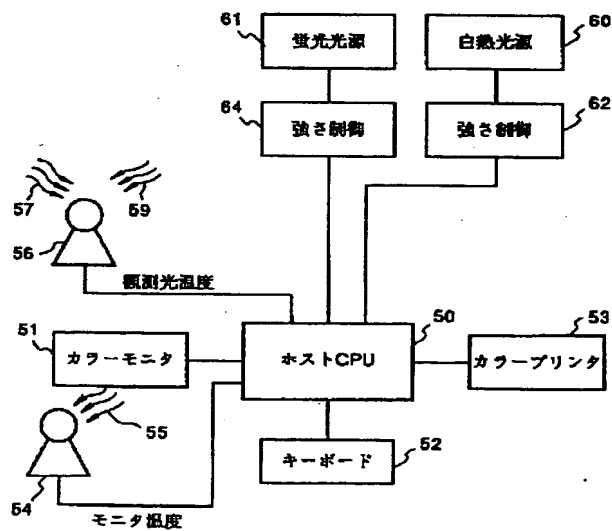 61
蛍光光源
60
白熱光源
64
強さ制御
62
強さ制御
57
59
56
観測光温度
51
カラーモニタ
50
ホストCPU
53
カラープリンタ
55
54
モニタ温度
キーボード
52